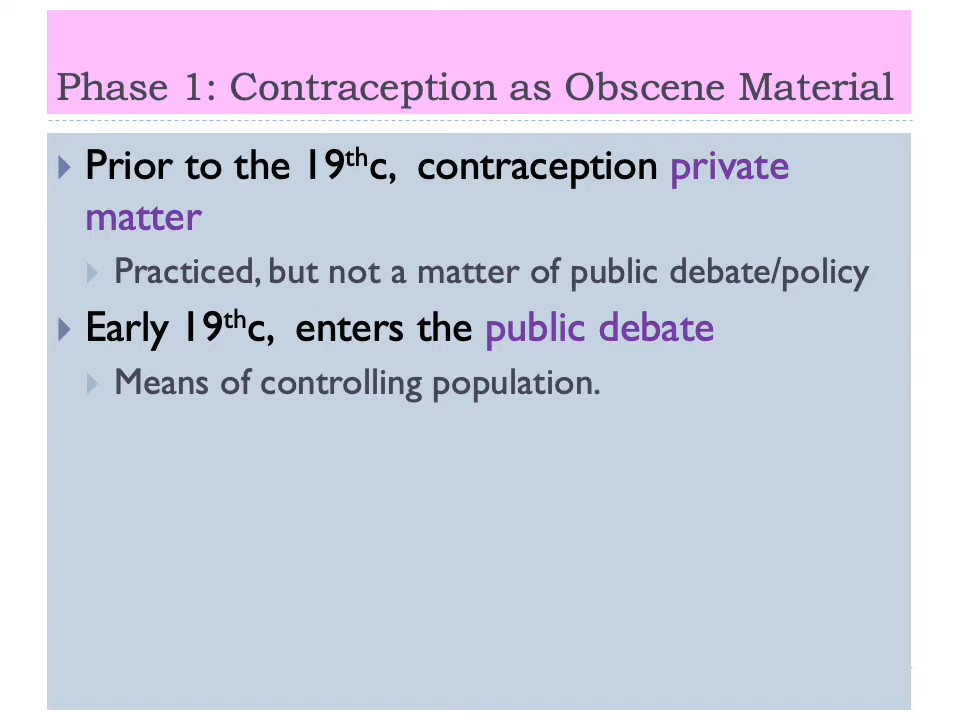 Phase 1: Contraception as Obscene Material
Prior to the 19thc, contraception private
matter
Practiced, but not a matter of public debate/policy
Early 19thc, enters the public debate
Means of controlling population.